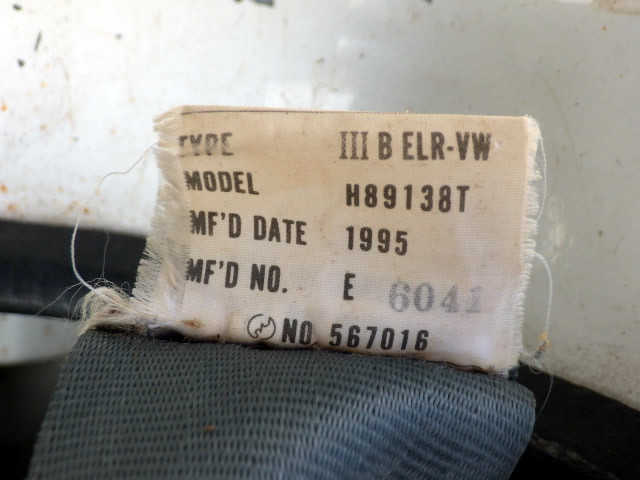 TYPE III B ELR-VW
MODEL H89138T
MF'D DATE 1995
MF'D NO. E 6041
NO 567016